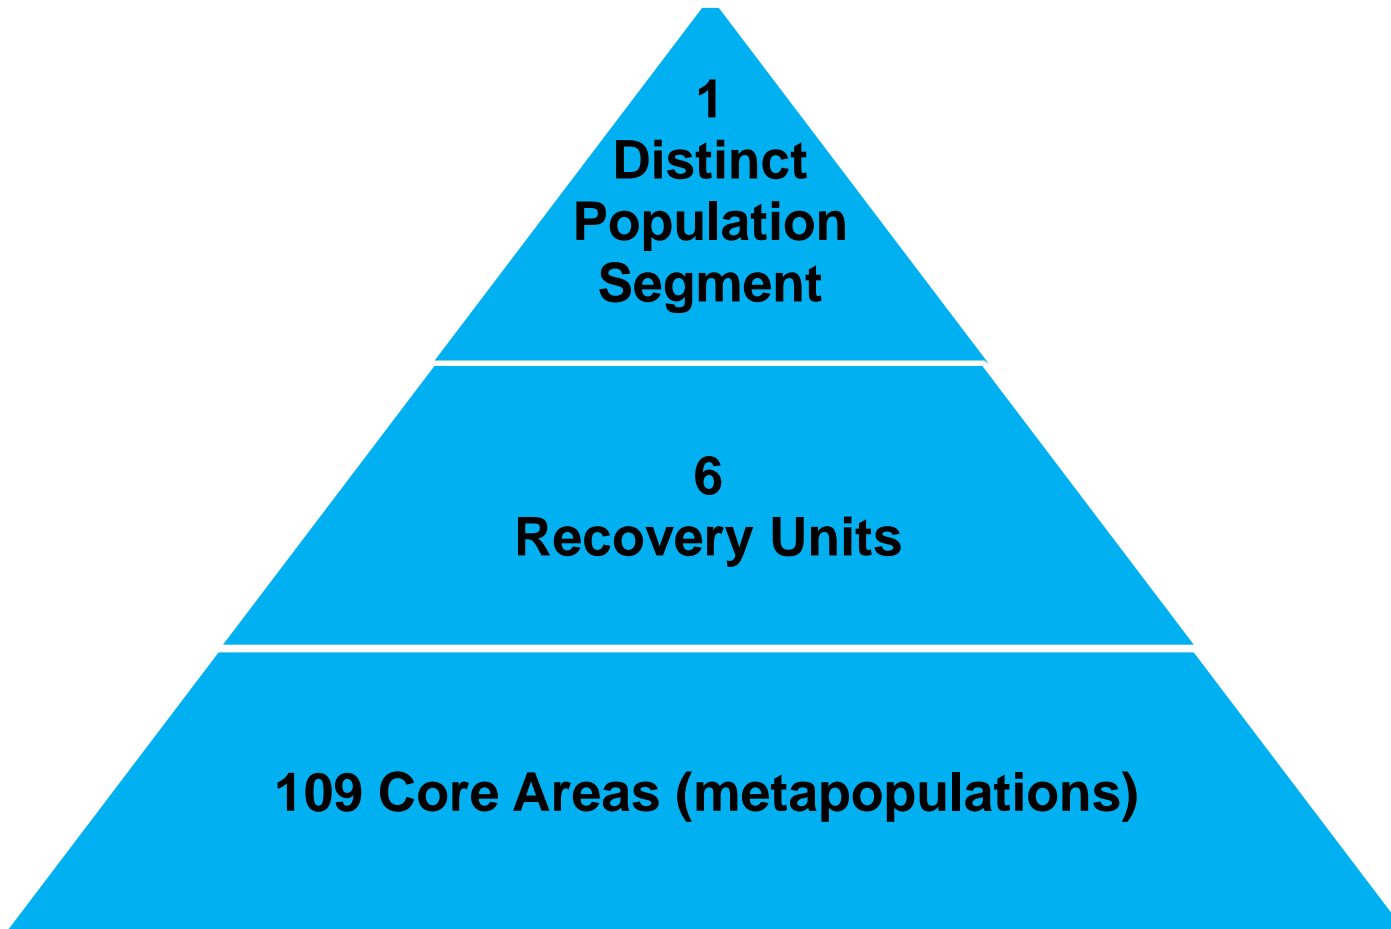 1
Distinct
Population
Segment
6
Recovery Units
109 Core Areas (metapopulations)